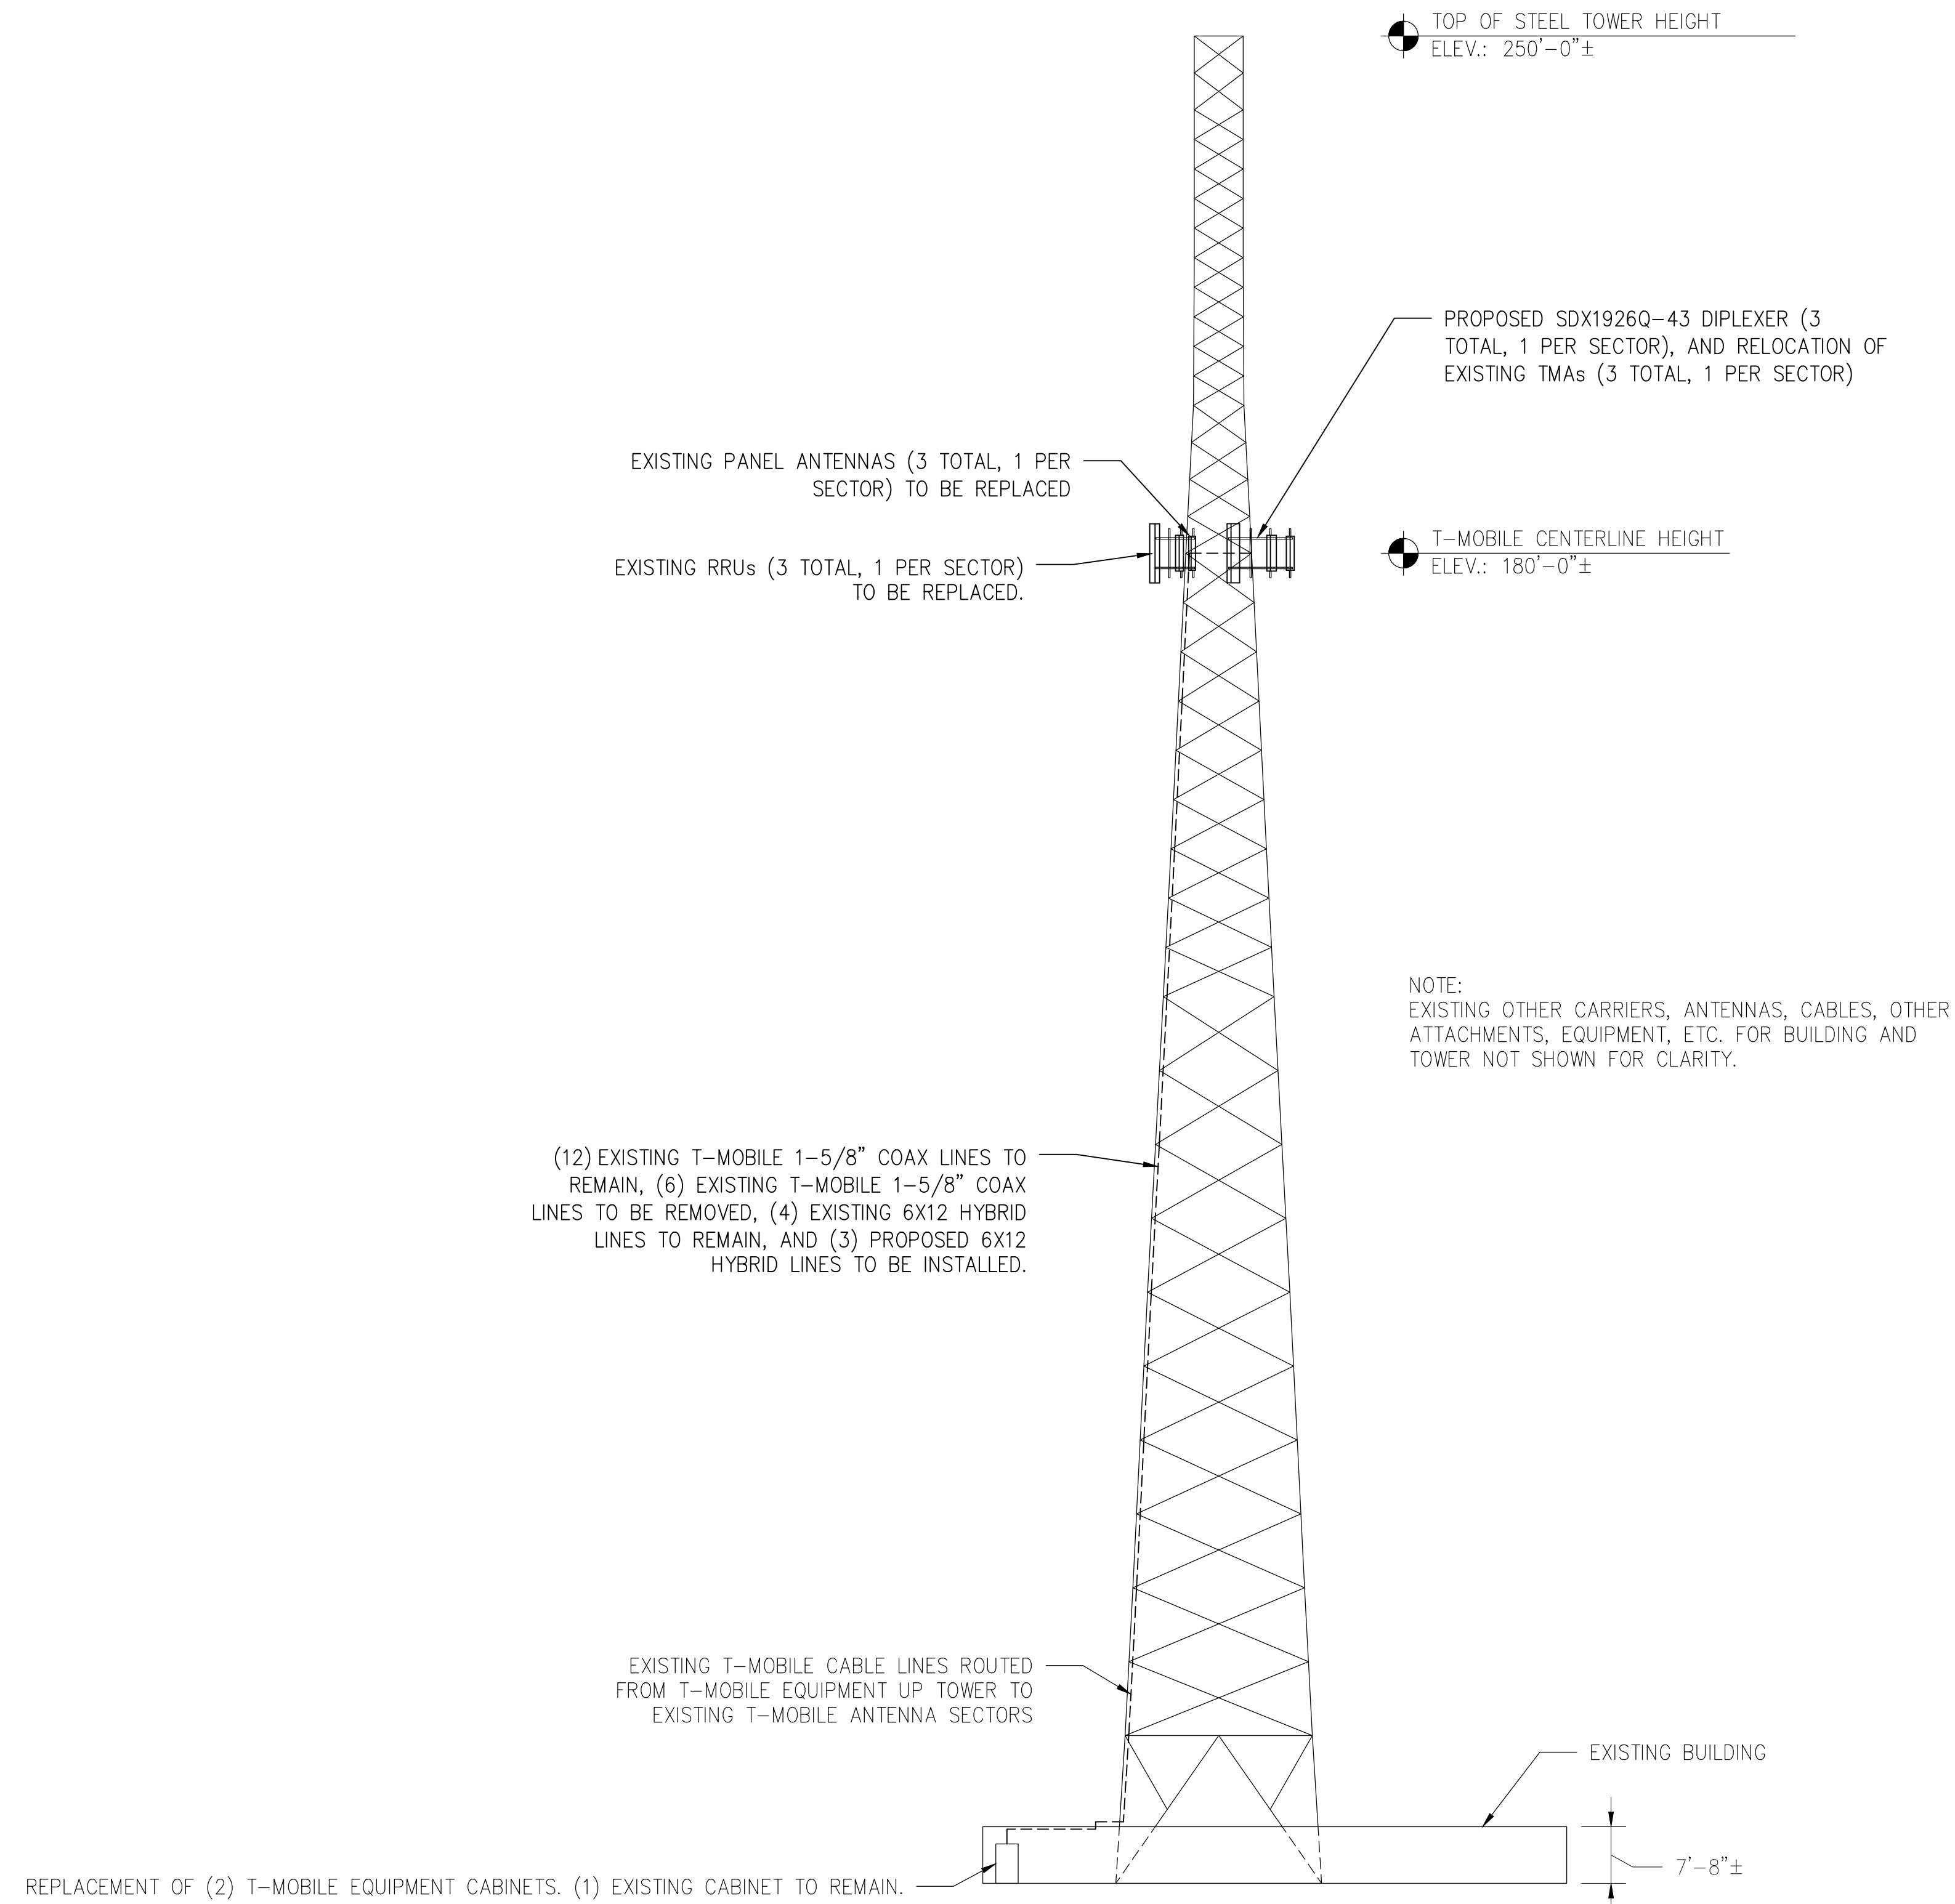 TOP OF STEEL TOWER HEIGHT
ELEV.: 250'-0"±
PROPOSED SDX1926Q-43 DIPLEXER (3
TOTAL, 1 PER SECTOR), AND RELOCATION OF
EXISTING TMAs (3 TOTAL, 1 PER SECTOR)
EXISTING PANEL ANTENNAS (3 TOTAL, 1 PER
SECTOR) TO BE REPLACED
T-MOBILE CENTERLINE HEIGHT
ELEV.: 180'-0"±
EXISTING RRUs (3 TOTAL, 1 PER SECTOR)
TO BE REPLACED.
NOTE:
EXISTING OTHER CARRIERS, ANTENNAS, CABLES, OTHER
ATTACHMENTS, EQUIPMENT, ETC. FOR BUILDING AND
TOWER NOT SHOWN FOR CLARITY.
(12) EXISTING T-MOBILE 1-5/8" COAX LINES TO
REMAIN, (6) EXISTING T-MOBILE 1-5/8" COAX
LINES TO BE REMOVED, (4) EXISTING 6X12 HYBRID
LINES TO REMAIN, AND (3) PROPOSED 6X12
HYBRID LINES TO BE INSTALLED.
EXISTING T-MOBILE CABLE LINES ROUTED
FROM T-MOBILE EQUIPMENT UP TOWER TO
EXISTING T-MOBILE ANTENNA SECTORS
EXISTING BUILDING
7'-8"±
REPLACEMENT OF (2) T-MOBILE EQUIPMENT CABINETS. (1) EXISTING CABINET TO REMAIN.